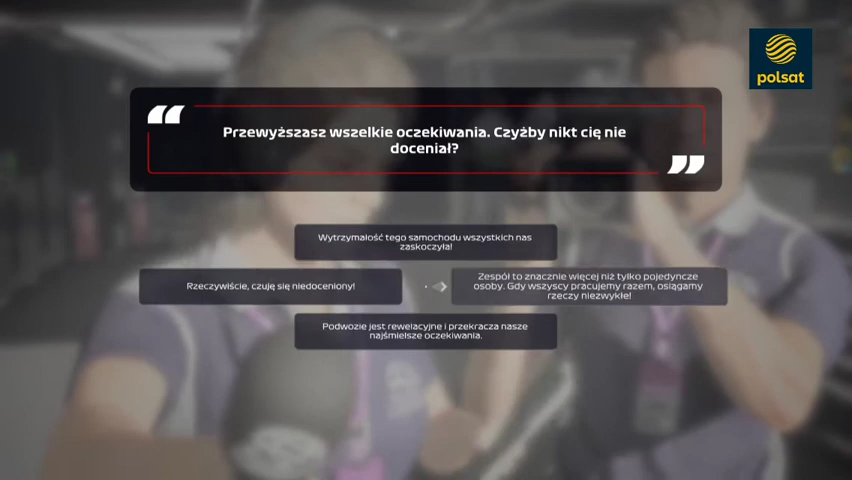 polsat
Przewyższasz wszelkie oczekiwania. Czyżby nikt cię nie
doceniał?
Wytrzymałość tego samochodu wszystkich nas
zaskoczyła!
Rzeczywiście, czuję się niedoceniony!
Zespół to znacznie więcej niż tylko pojedyncze
osoby. Gdy wszyscy pracujemy razem, osiągamy
rzeczy niezwykłe!
Podwozie jest rewelacyjne i przekracza nasze
najśmielsze oczekiwania.